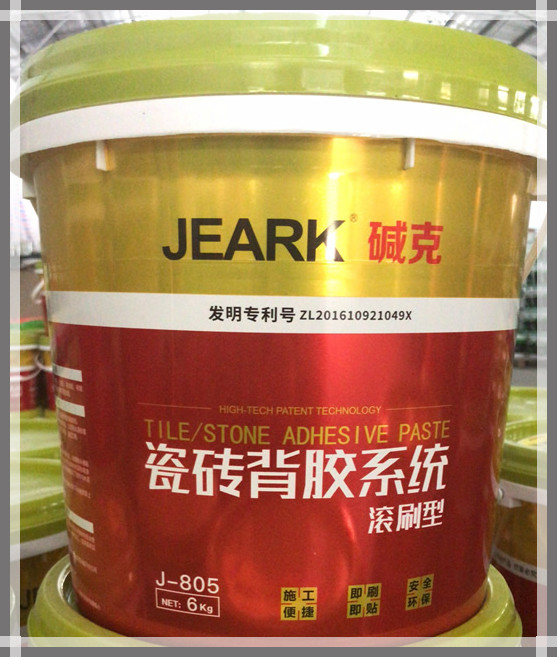 JEARK® 碱克
发明专利号 ZL201610921049X
HIGH-TECH PATENT TECHNOLOGY
TILE/STONE ADHESIVE PASTE
瓷砖背胶系统
滚刷型
J-805
NET: 6Kg
施工便捷
即刷即贴
安全环保